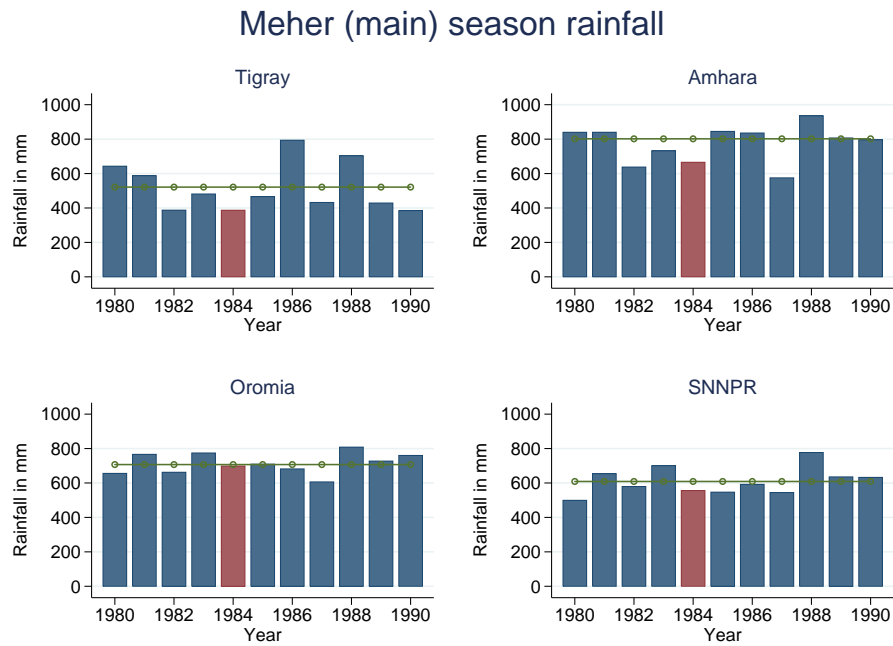 Meher (main) season rainfall
Tigray
Rainfall in mm
1000
800
600
400
200
0
1980 1982 1984 1986 1988 1990
Year
Amhara
Rainfall in mm
1000
800
600
400
200
0
1980 1982 1984 1986 1988 1990
Year
Oromia
Rainfall in mm
1000
800
600
400
200
0
1980 1982 1984 1986 1988 1990
Year
SNNPR
Rainfall in mm
1000
800
600
400
200
0
1980 1982 1984 1986 1988 1990
Year